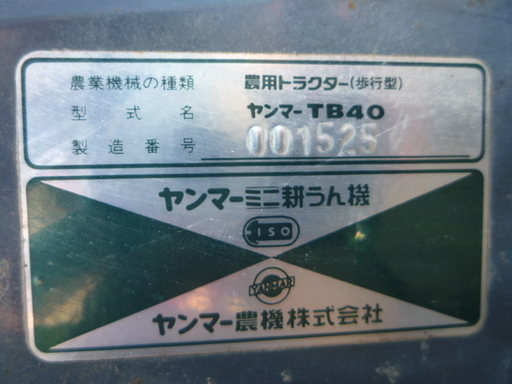 農業機械の種類 農用トラクター(歩行型)
型式名 ヤンマーTB40
製造番号 001525
ヤンマーミニ耕うん機
ISO
YANMAR
ヤンマー農機株式会社